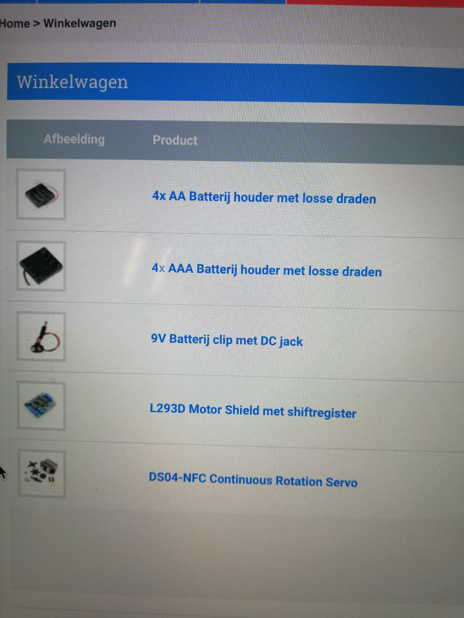 Home > Winkelwagen
Winkelwagen
Afbeelding Product
4x AA Batterij houder met losse draden
4x AAA Batterij houder met losse draden
9V Batterij clip met DC jack
L293D Motor Shield met shiftregister
DS04-NFC Continuous Rotation Servo